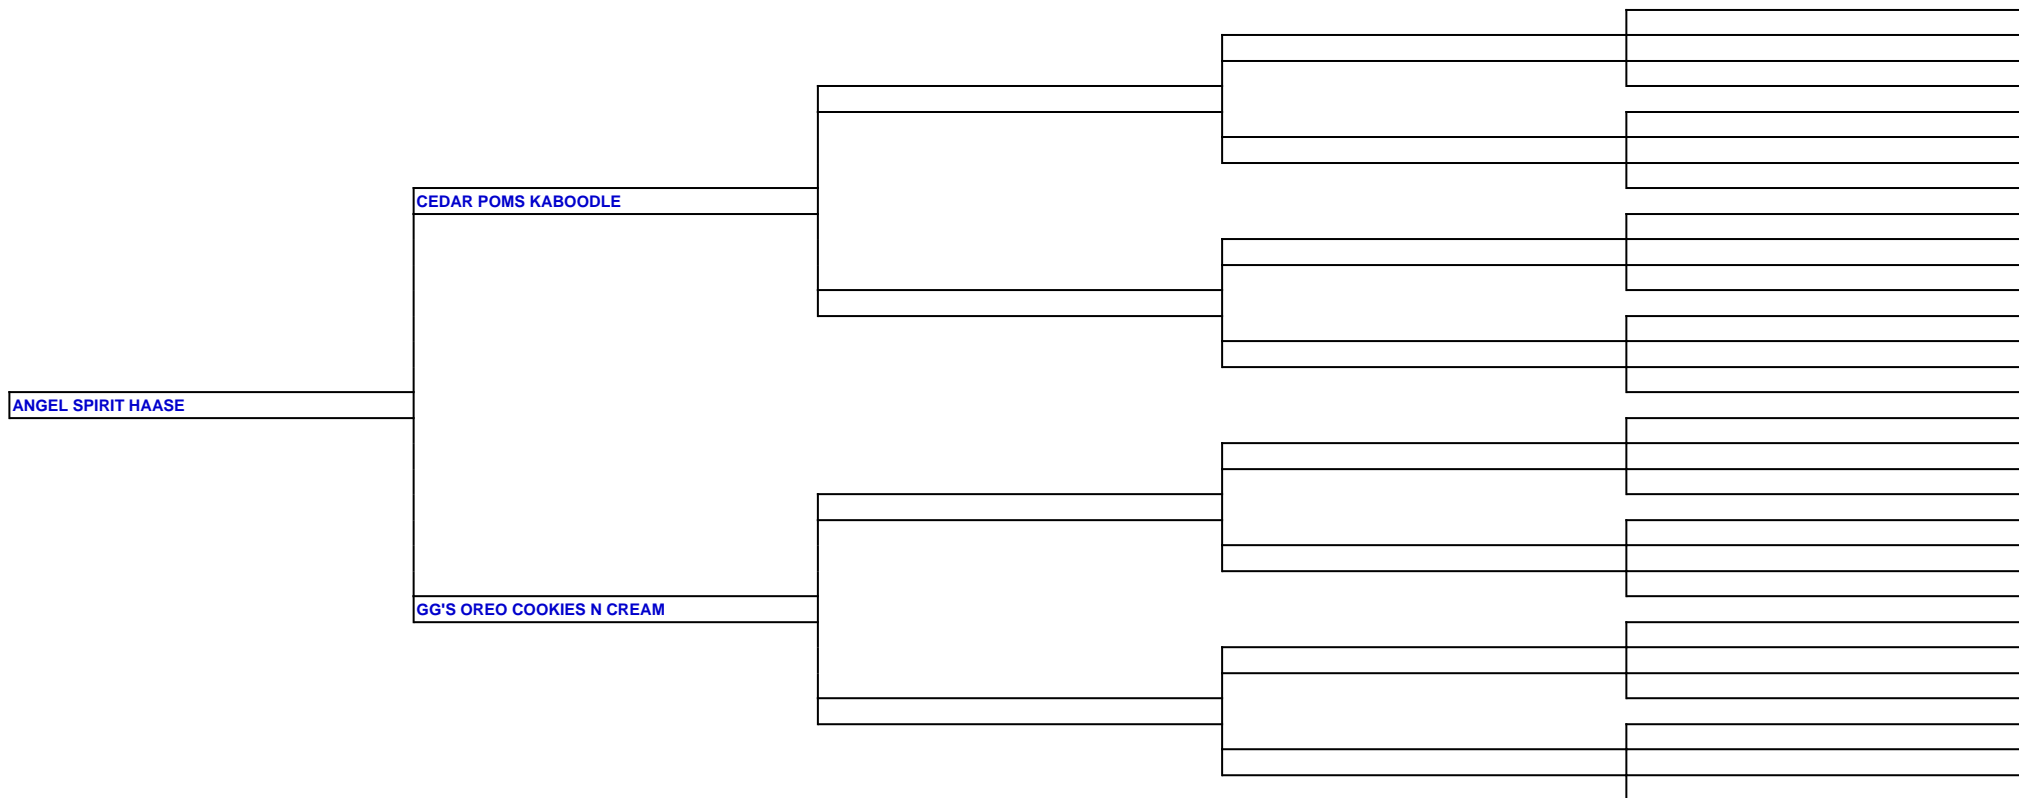 CEDAR POMS KABOODLE
ANGEL SPIRIT HAASE
GG'S OREO COOKIES N CREAM